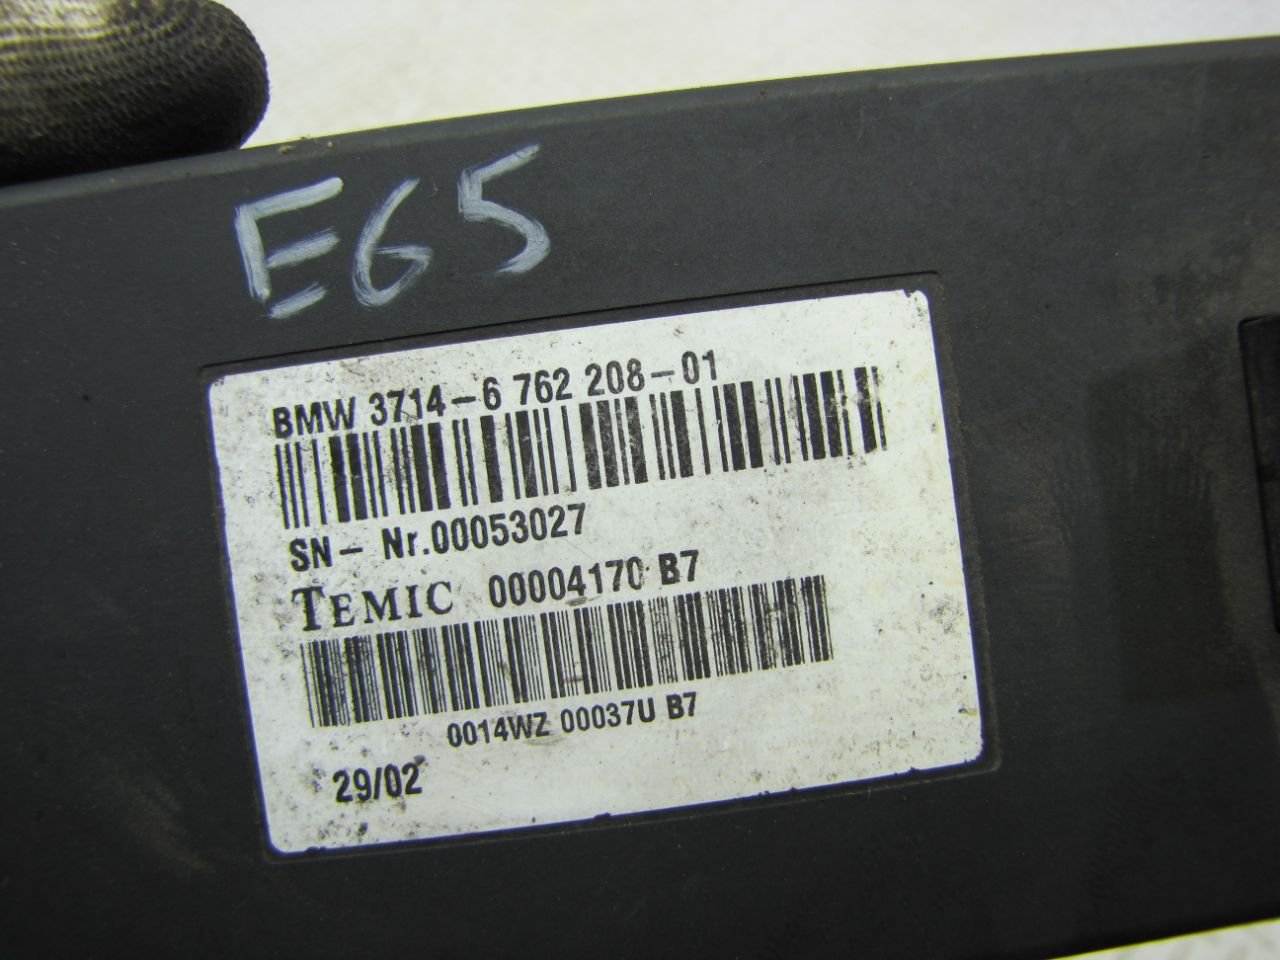 E65
BMW 3714-6 762 208-01
SN- Nr.00053027
TEMIC 00004170 B7
0014WZ 00037U B7
29/02